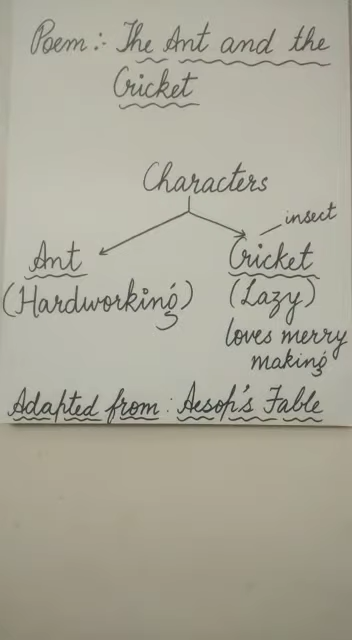 Poem :- The Ant and the
Cricket
Characters
insect
Ant
Cricket
(Hardworking)
(Lazy)
loves merry
making
Adapted from : Aesop's Fable